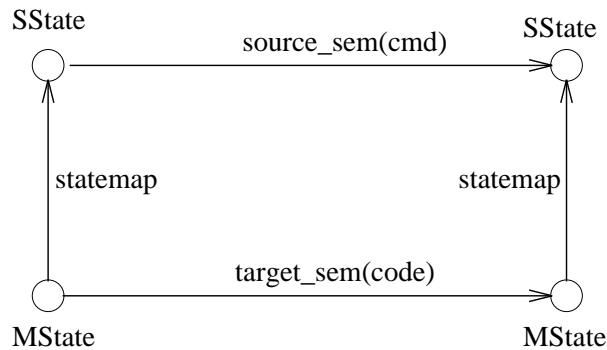 SState
SState
source_sem(cmd)
statemap
statemap
target_sem(code)
MState
MState